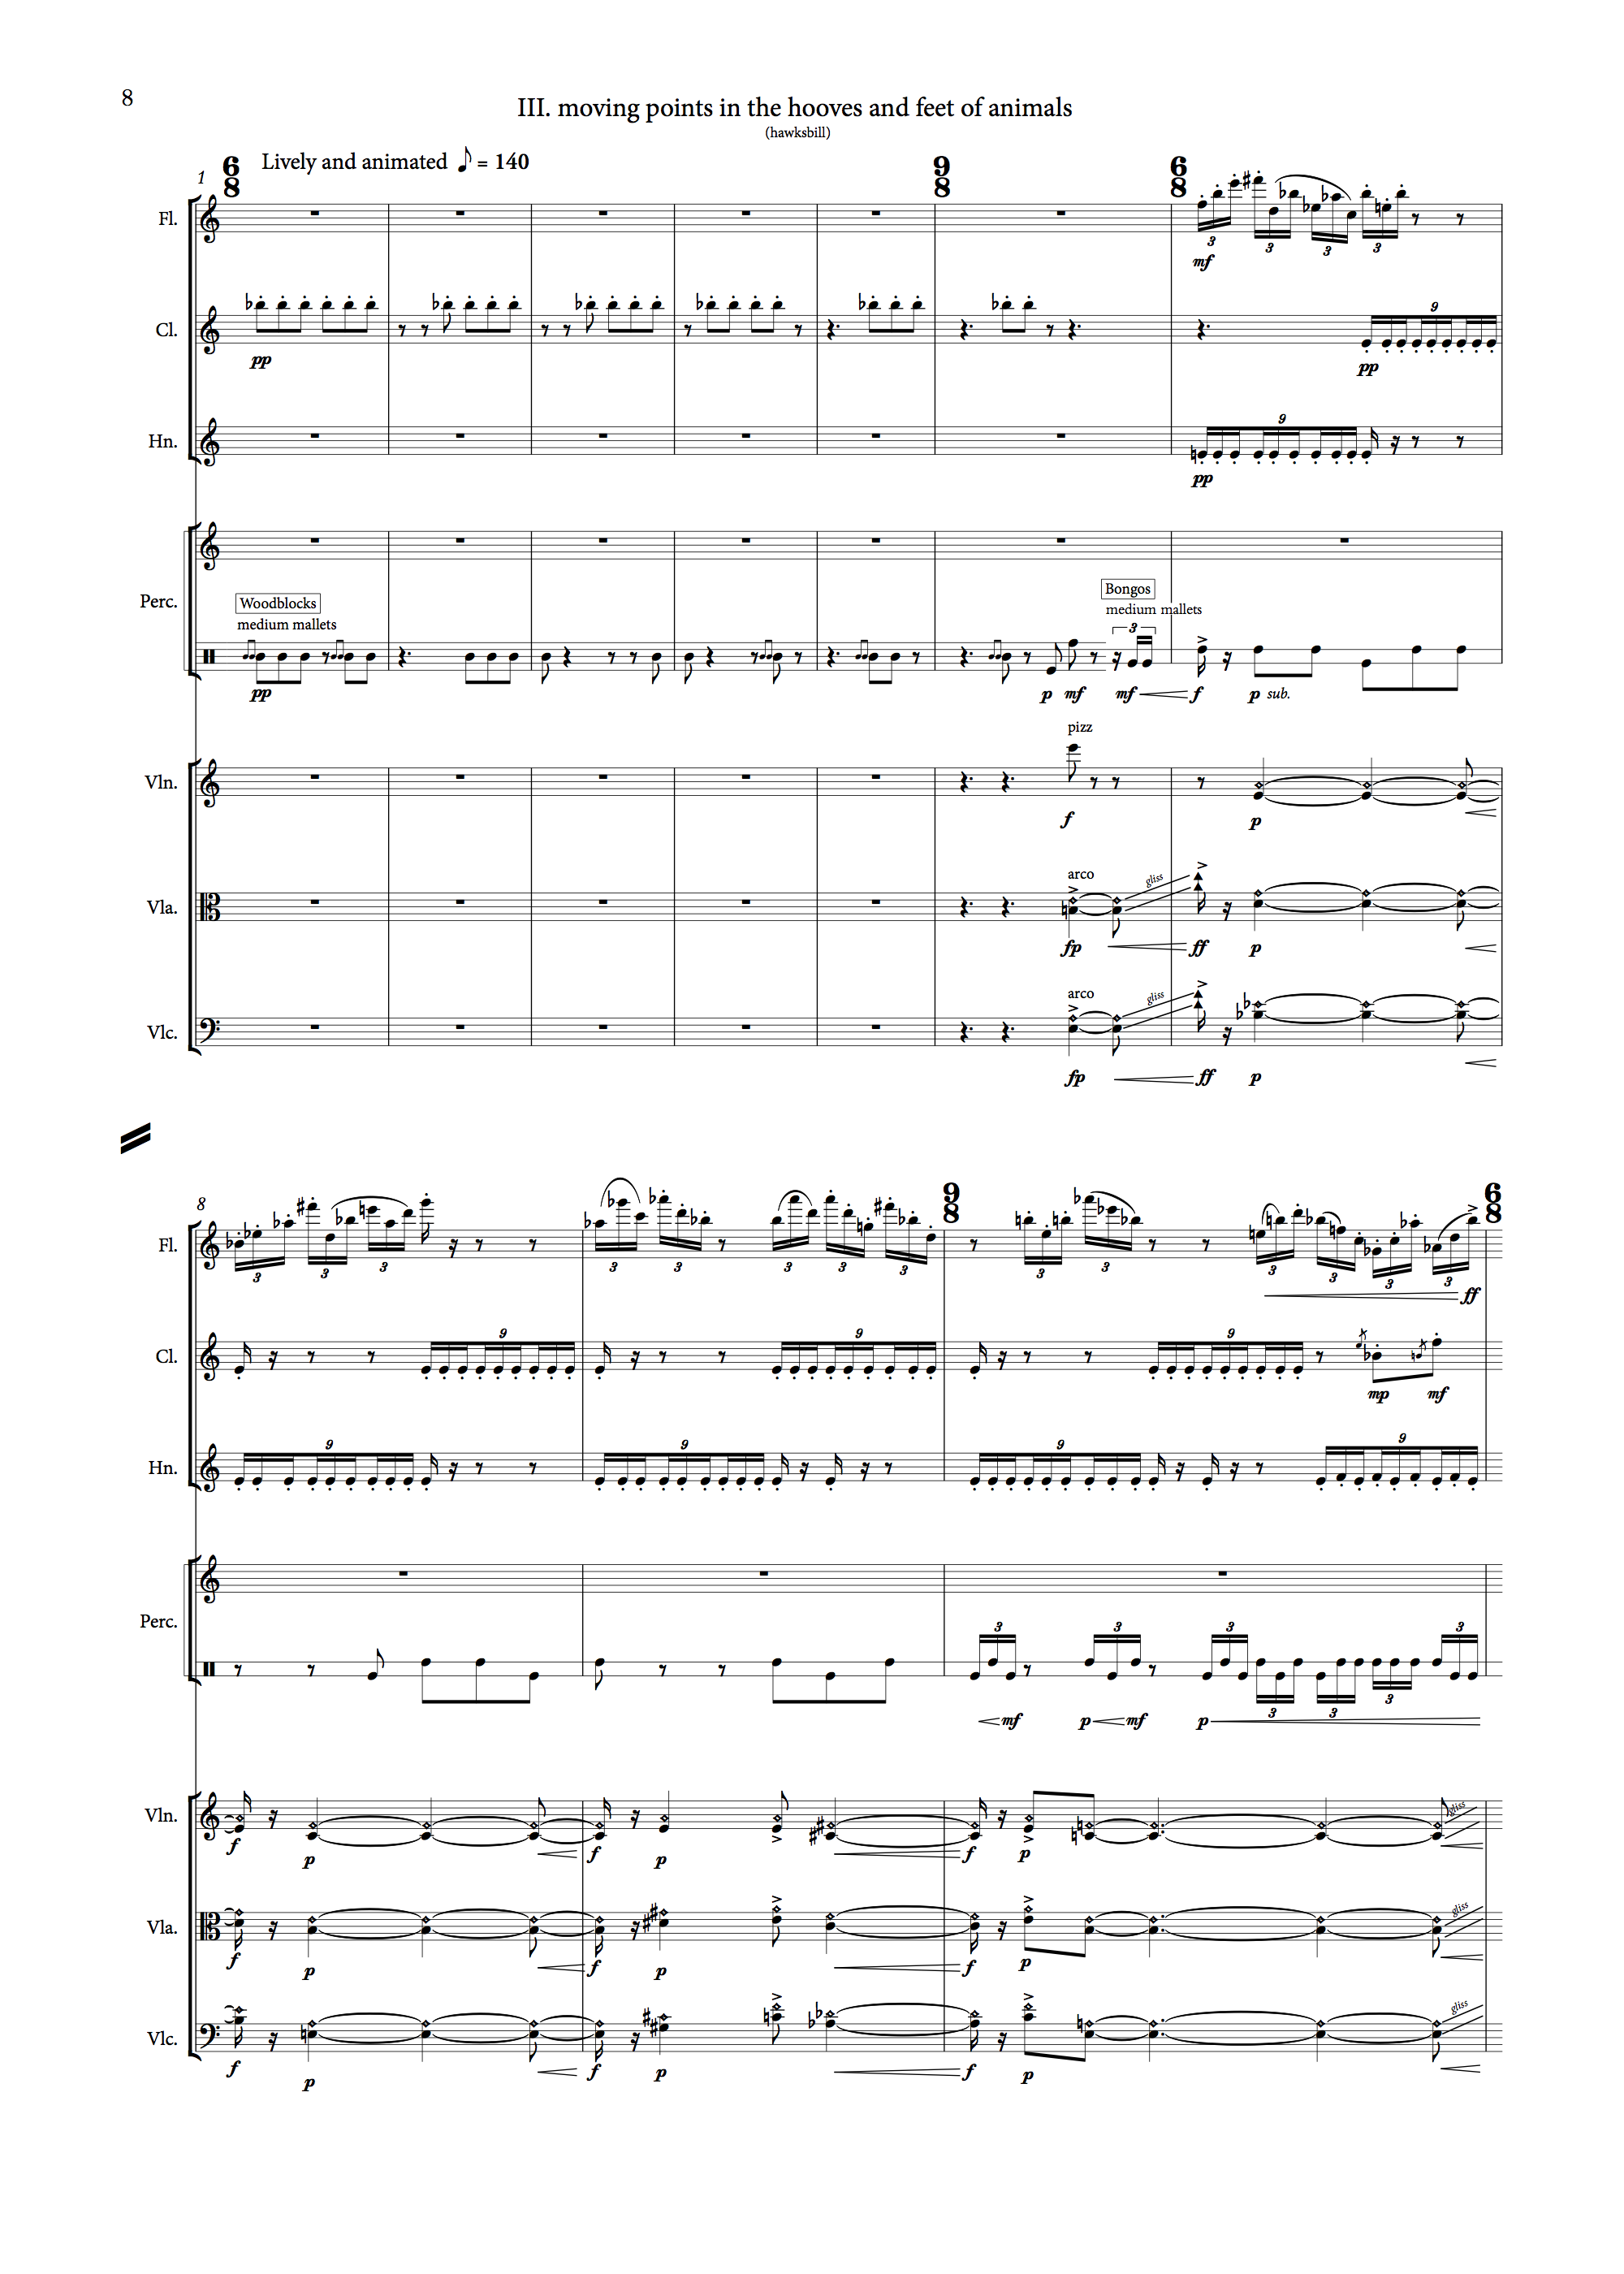 8
III. moving points in the hooves and feet of animals
(hawksbill)
Lively and animated ♪ = 140
1
6
8
9
8
6
8
Fl.
3
3
3
3
mf
Cl.
pp
9
pp
Hn.
9
pp
Perc.
Woodblocks
medium mallets
Bongos
medium mallets
3
pp
p mf mf f p sub.
Vln.
pizz
f
p
Vla.
arco
gliss
fp ff p
Vlc.
arco
gliss
fp ff p
8
9
8
6
8
Fl.
3 3 3 3 3 3 3 3 3 3 3 3 3 3
ff
Cl.
9 9 9
mp mf
Hn.
9 9 9 9
Perc.
3 3 3 3
3 3 3
mf p mf p
Vln.
gliss
f p f p f p
Vla.
gliss
f p f p f p
Vlc.
gliss
f p f p f p